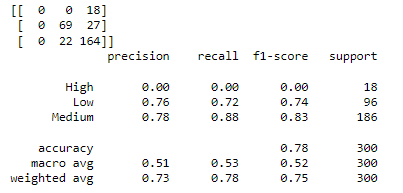 [[  0   0  18]
 [  0  69  27]
 [  0  22 164]]
              precision    recall  f1-score   support

        High       0.00      0.00      0.00        18
         Low       0.76      0.72      0.74        96
      Medium       0.78      0.88      0.83       186

    accuracy                           0.78       300
   macro avg       0.51      0.53      0.52       300
weighted avg       0.73      0.78      0.75       300